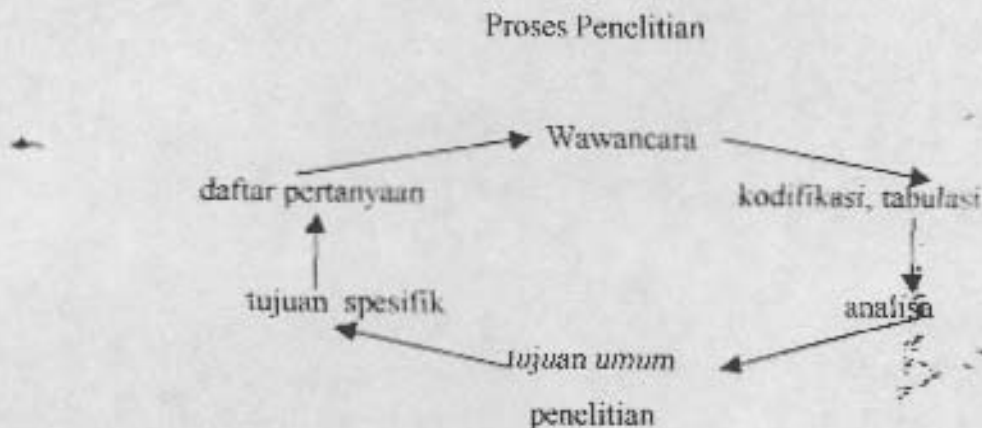 Proses Penelitian
Wawancara
daftar pertanyaan
kodifikasi, tabulasi
tujuan spesifik
analisa
tujuan umum
penelitian